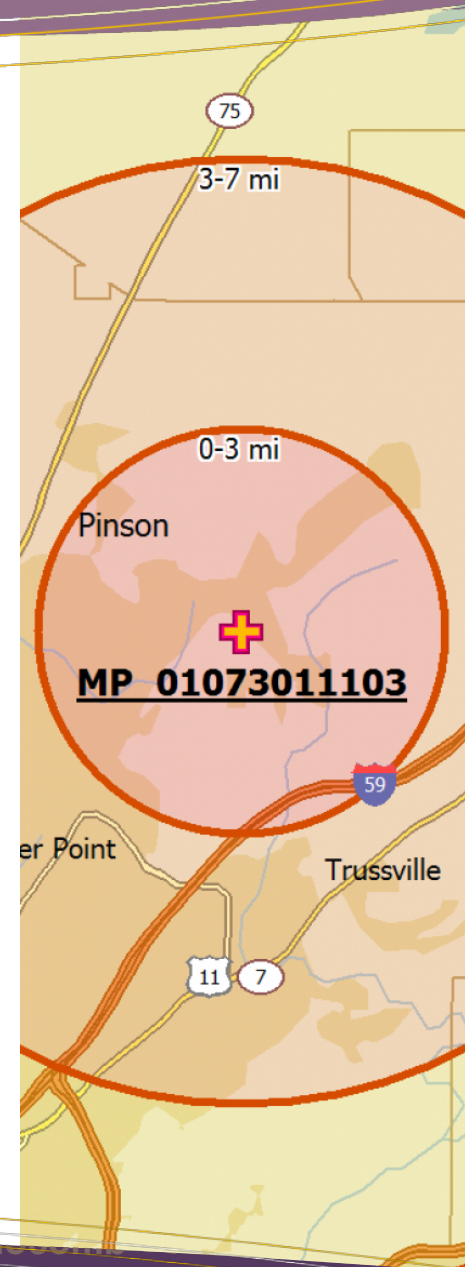 75
3-7 mi
0-3 mi
Pinson
MP 01073011103
59
er Point
Trussville
11
7